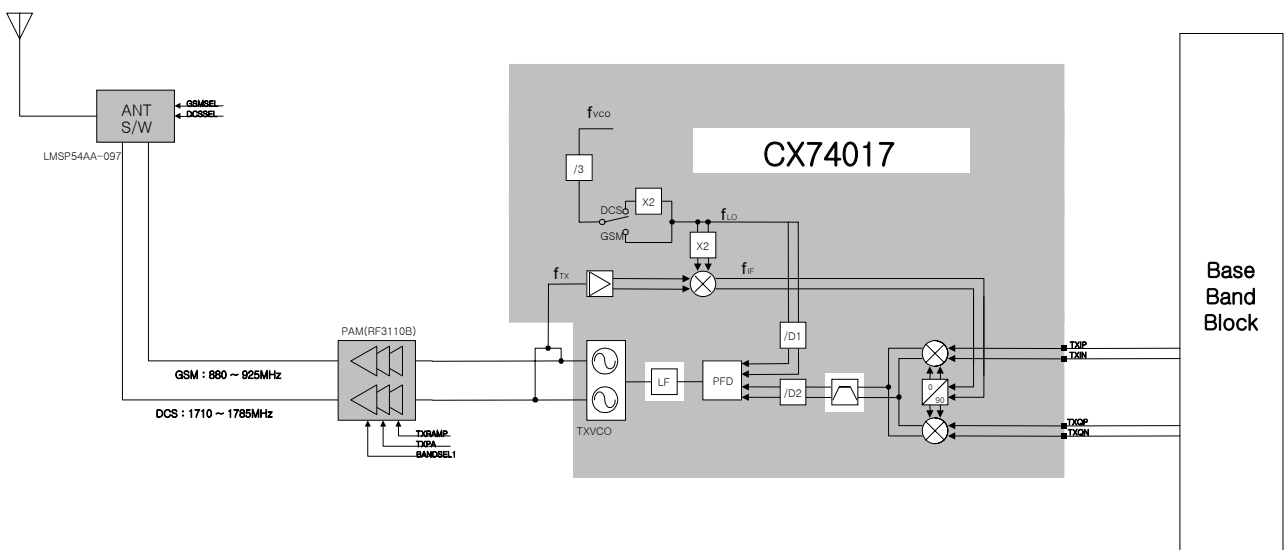 ANT
S/W
GSMSEL
DCSSEL
LMSP54AA-097
fvco
/3
CX74017
DCS
X2
GSM
fLO
X2
fTX
fIF
Base
Band
Block
PAM(RF3110B)
/D1
TXIP
TXIN
GSM : 880 ~ 925MHz
LF
PFD
/D2
0
90
DCS : 1710 ~ 1785MHz
TXVCO
TXQP
TXQN
TXRAMP
TXPA
BANDSEL1